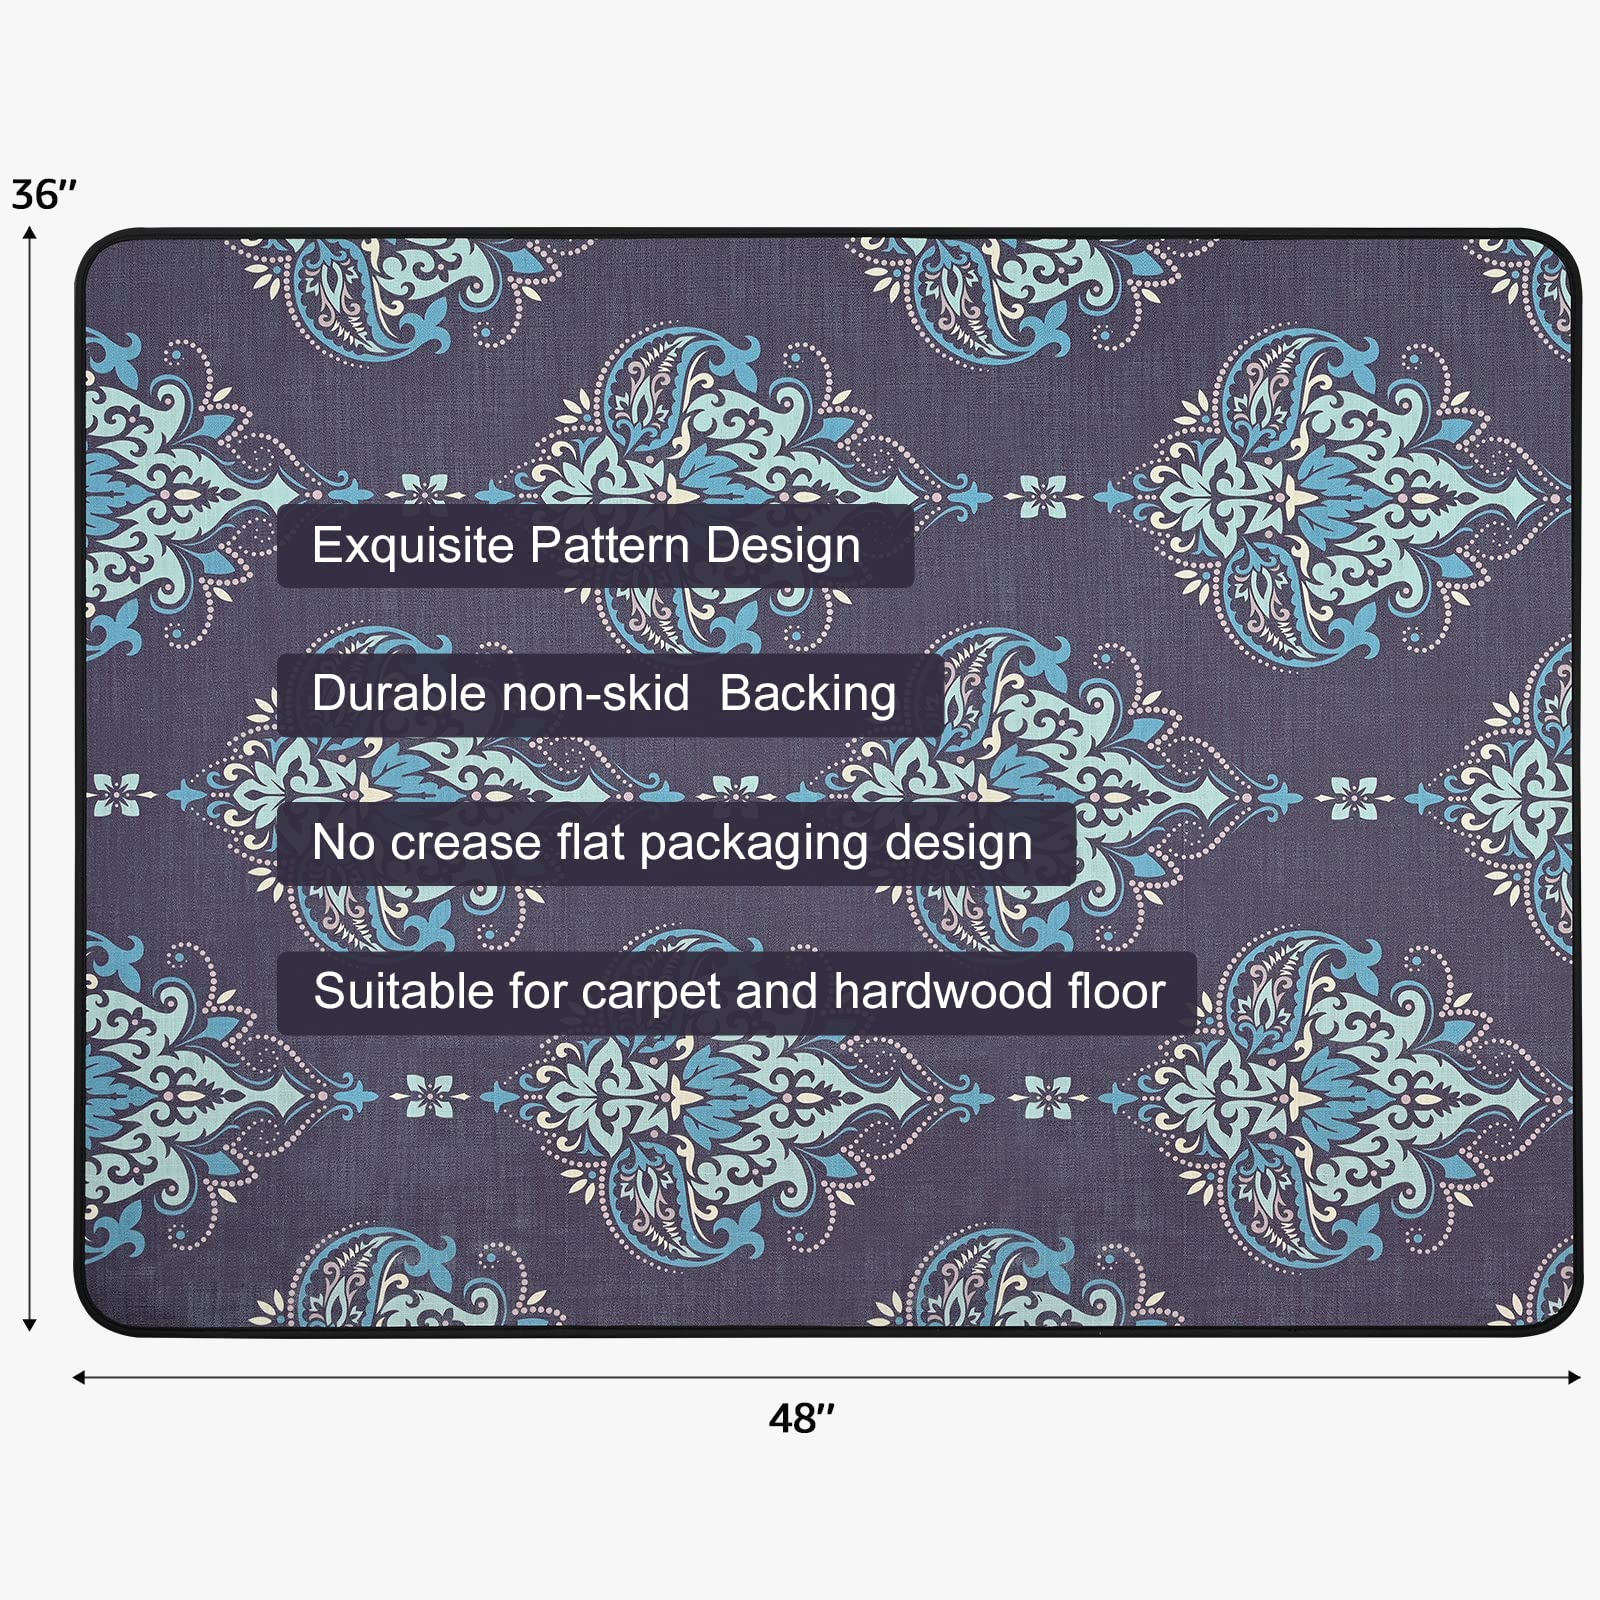 36"
Exquisite Pattern Design
Durable non-skid  Backing
No crease flat packaging design
Suitable for carpet and hardwood floor
48"